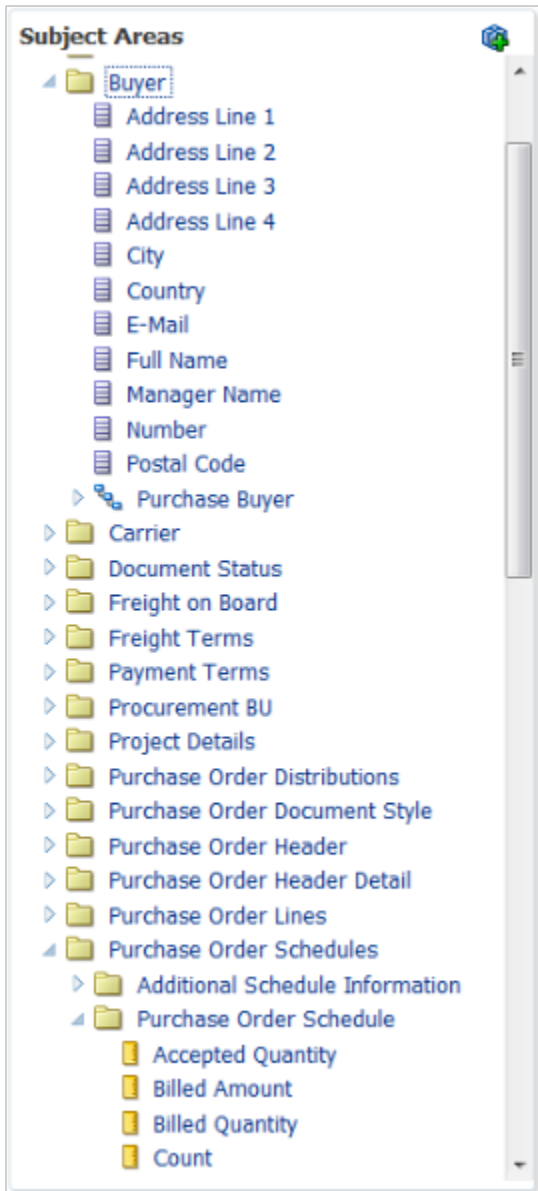 Subject Areas
Buyer
Address Line 1
Address Line 2
Address Line 3
Address Line 4
City
Country
E-Mail
Full Name
Manager Name
Number
Postal Code
Purchase Buyer
Carrier
Document Status
Freight on Board
Freight Terms
Payment Terms
Procurement BU
Project Details
Purchase Order Distributions
Purchase Order Document Style
Purchase Order Header
Purchase Order Header Detail
Purchase Order Lines
Purchase Order Schedules
Additional Schedule Information
Purchase Order Schedule
Accepted Quantity
Billed Amount
Billed Quantity
Count